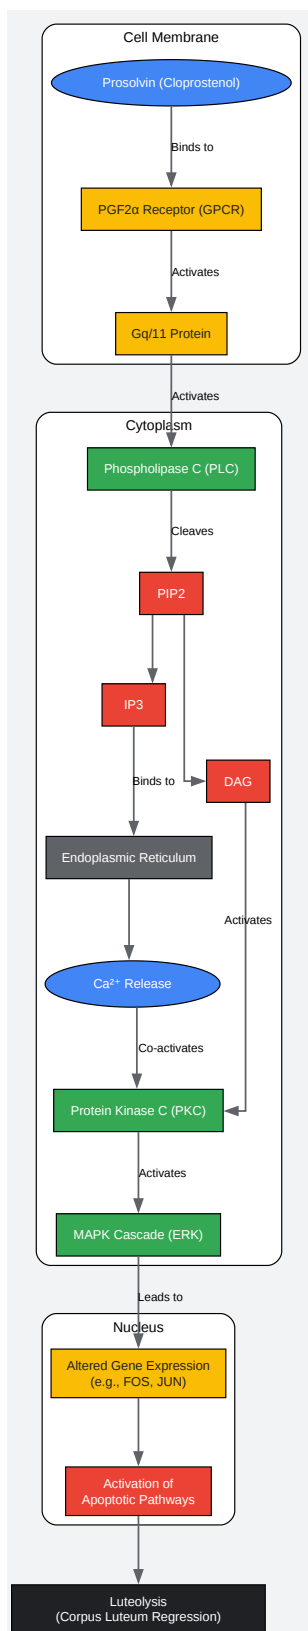 Cell Membrane
Prosolvin (Cloprostenol)
Binds to
PGF2α Receptor (GPCR)
Activates
Gq/11 Protein
Activates
Cytoplasm
Phospholipase C (PLC)
Cleaves
PIP2
IP3
Binds to
DAG
Endoplasmic Reticulum
Activates
Ca²⁺ Release
Co-activates
Protein Kinase C (PKC)
Activates
MAPK Cascade (ERK)
Leads to
Nucleus
Altered Gene Expression
(e.g., FOS, JUN)
Activation of
Apoptotic Pathways
Luteolysis
(Corpus Luteum Regression)